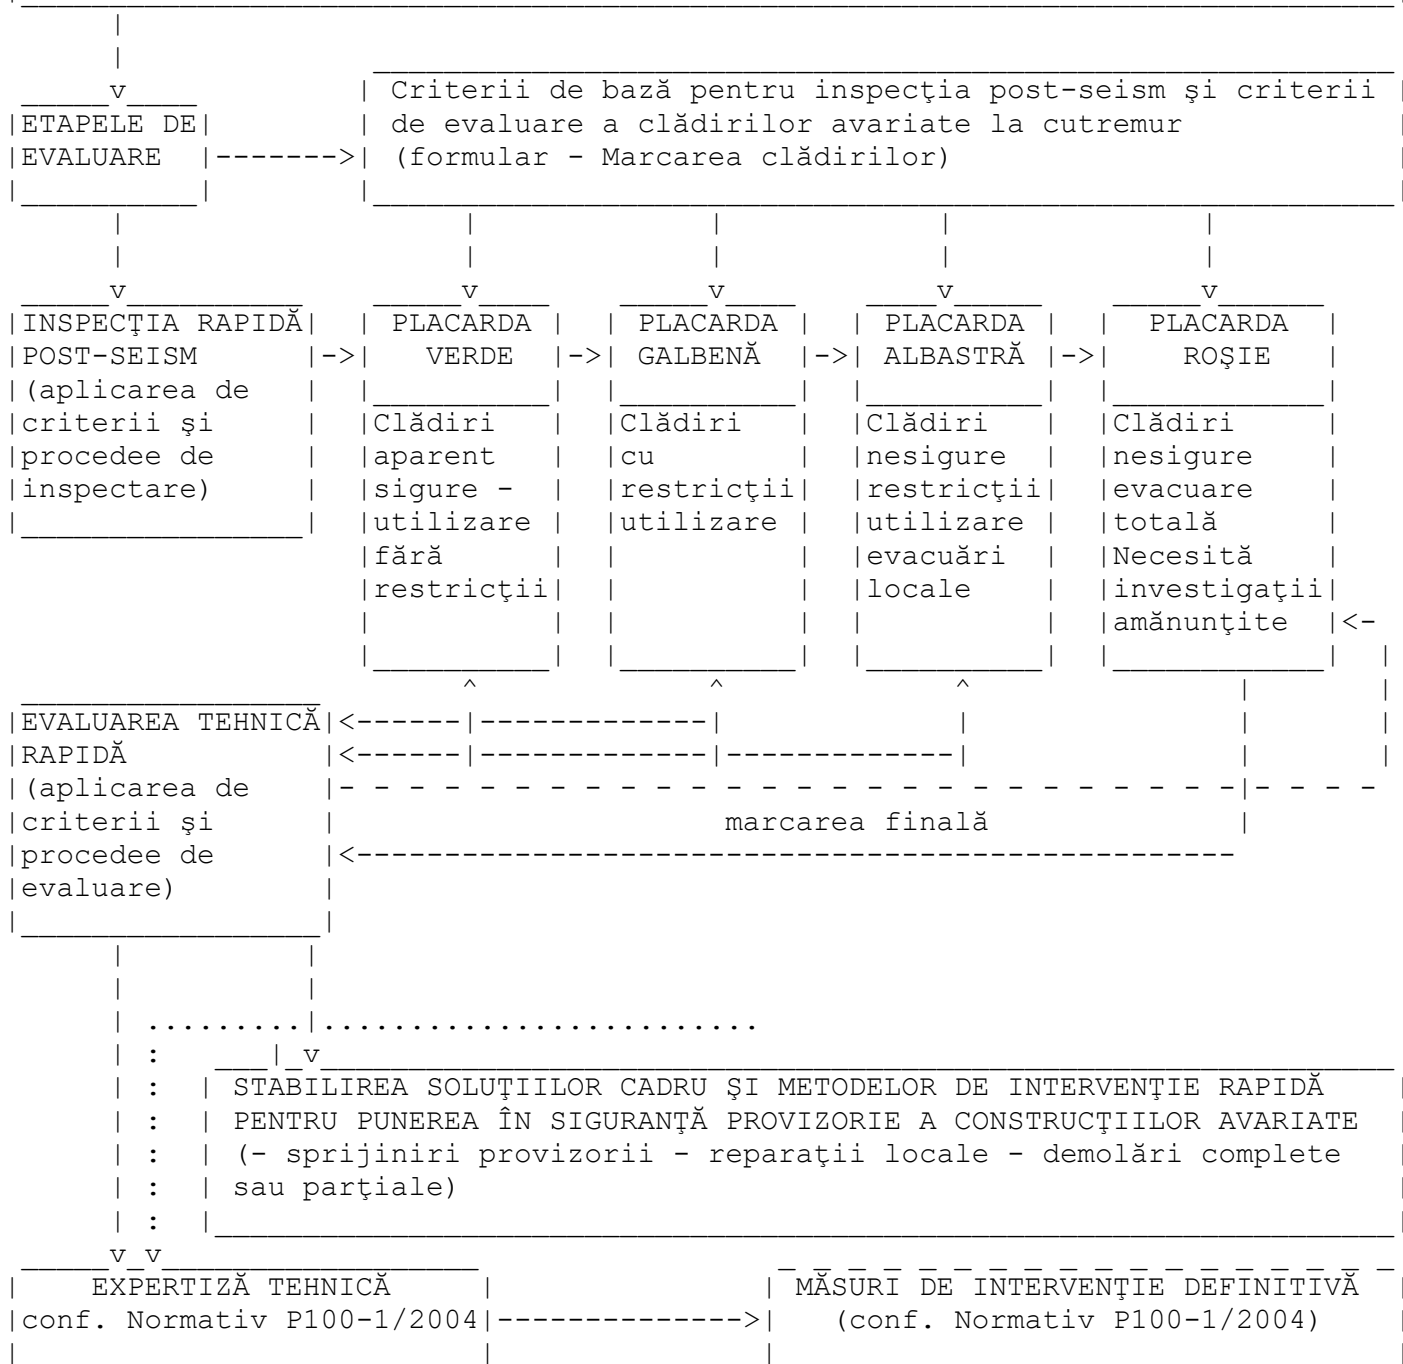 Criterii de bază pentru inspecţia post-seism şi criterii
de evaluare a clădirilor avariate la cutremur
(formular - Marcarea clădirilor)
ETAPELE DE
EVALUARE
INSPECŢIA RAPIDĂ
POST-SEISM
(aplicarea de
criterii şi
procedee de
inspectare)
PLACARDA
VERDE
Clădiri
aparent
sigure -
utilizare
fără
restricţii
PLACARDA
GALBENĂ
Clădiri
cu
restricţii
utilizare
PLACARDA
ALBASTRĂ
Clădiri
nesigure
restricţii
utilizare
evacuări
locale
PLACARDA
ROŞIE
Clădiri
nesigure
evacuare
totală
Necesită
investigaţii
amănunţite
EVALUAREA TEHNICĂ
RAPIDĂ
(aplicarea de
criterii şi
procedee de
evaluare)
marcarea finală
STABILIREA SOLUŢIILOR CADRU ŞI METODELOR DE INTERVENŢIE RAPIDĂ
PENTRU PUNEREA ÎN SIGURANŢĂ PROVIZORIE A CONSTRUCŢIILOR AVARIATE
(- sprijiniri provizorii - reparaţii locale - demolări complete
sau parţiale)
EXPERTIZĂ TEHNICĂ
conf. Normativ P100-1/2004
MĂSURI DE INTERVENŢIE DEFINITIVĂ
(conf. Normativ P100-1/2004)